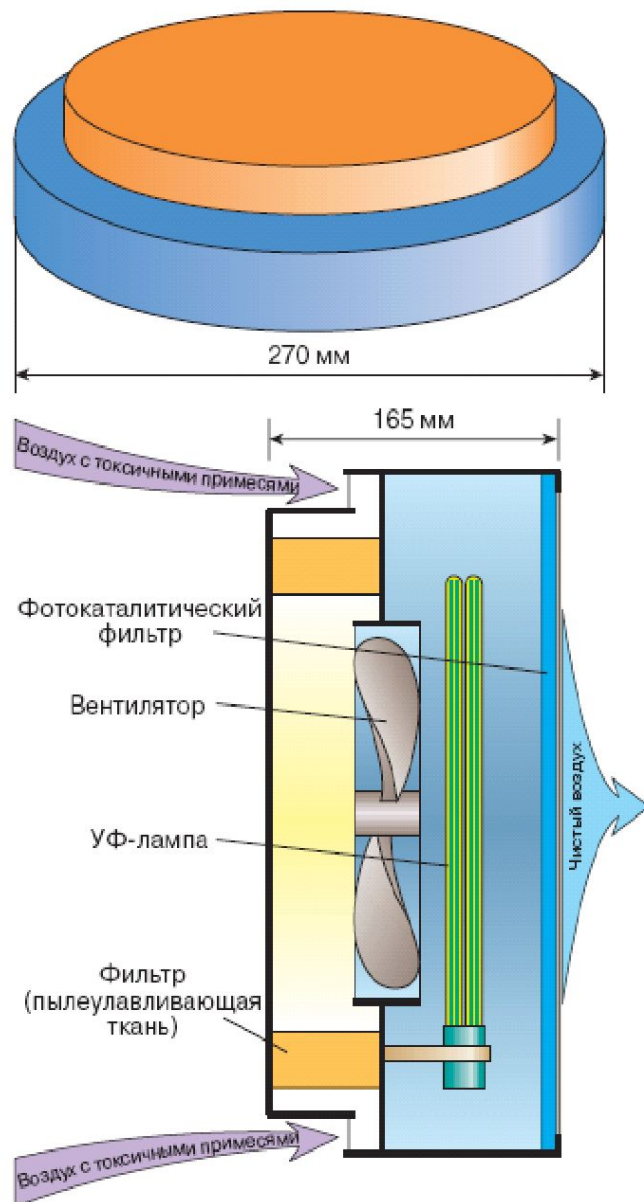 270 мм
165 мм
Воздух с токсичными примесями
Фотокаталитический
фильтр
Вентилятор
Чистый воздух
УФ-лампа
Фильтр
(пылеулавливающая
ткань)
Воздух с токсичными примесями